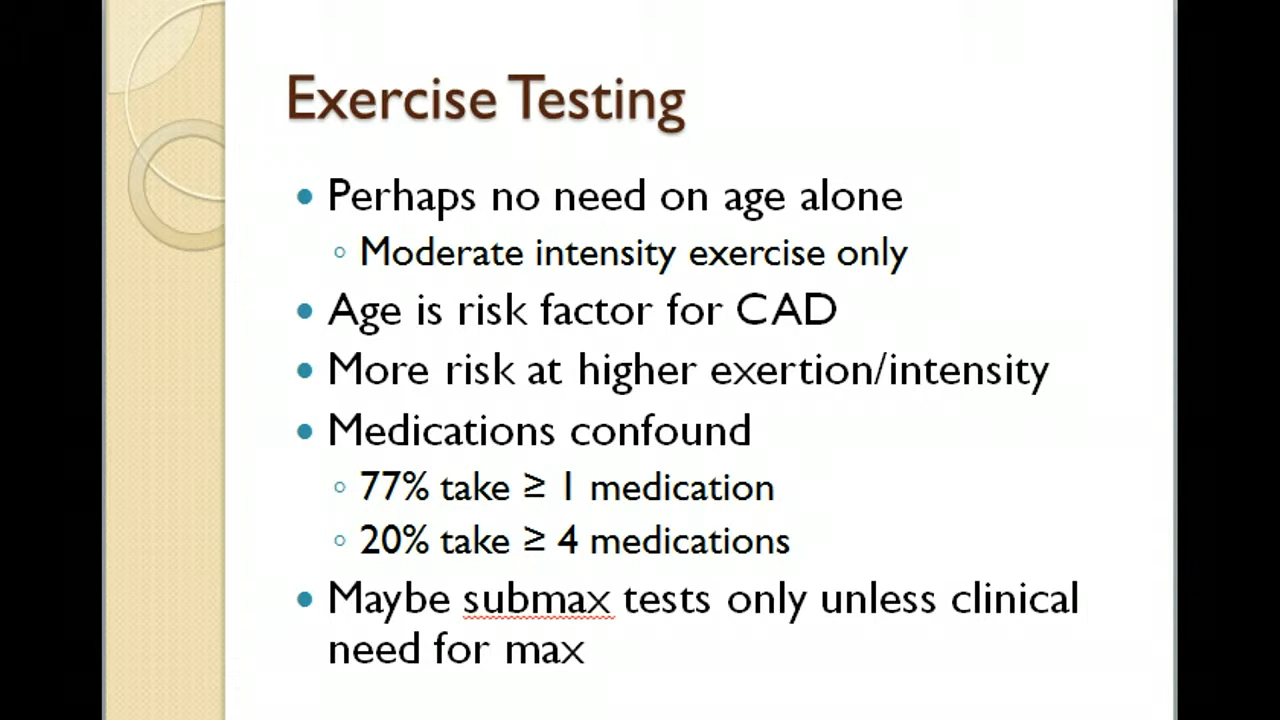 Exercise Testing
• Perhaps no need on age alone
◦ Moderate intensity exercise only
• Age is risk factor for CAD
• More risk at higher exertion/intensity
• Medications confound
◦ 77% take ≥ 1 medication
◦ 20% take ≥ 4 medications
• Maybe submax tests only unless clinical
need for max